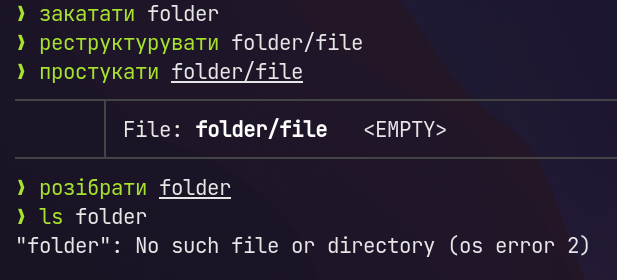 ❯ закатати folder
❯ реструктурувати folder/file
❯ простукати folder/file
File: folder/file <EMPTY>
❯ розібрати folder
❯ ls folder
"folder": No such file or directory (os error 2)